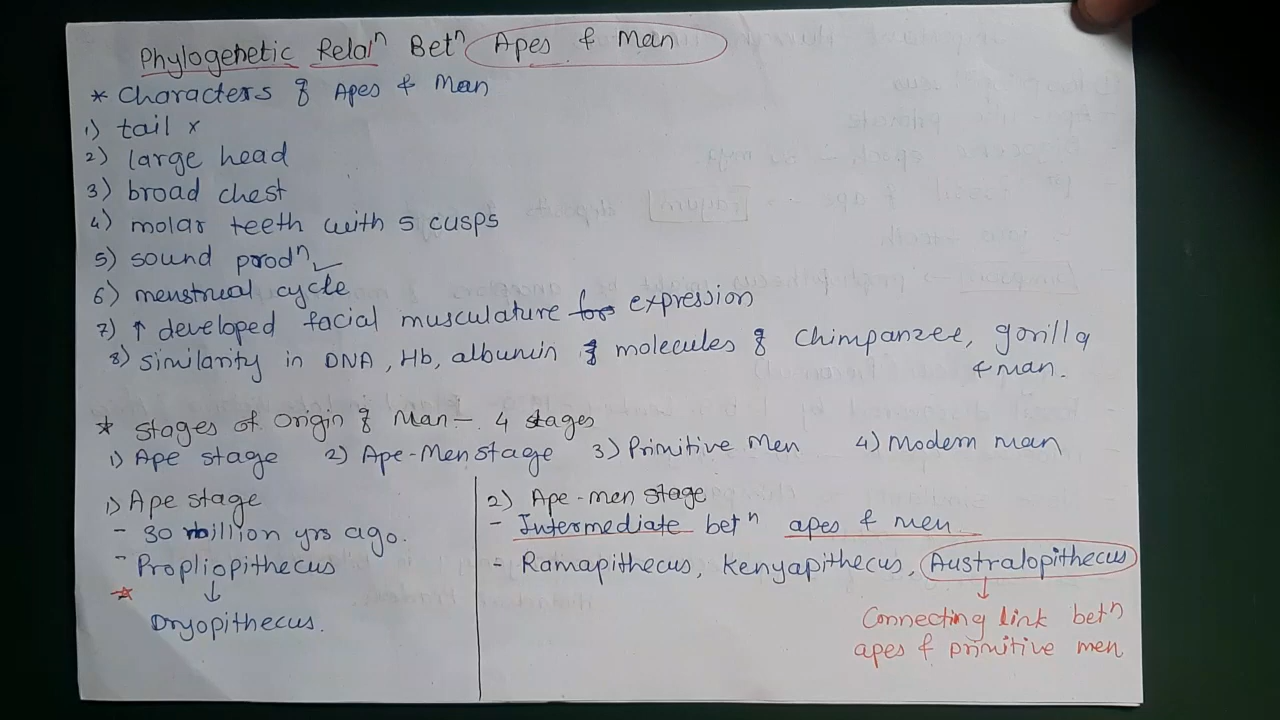 Phylogenetic Relaⁿ Betⁿ Apes & Man
* Characters of Apes & Man
1) tail x
2) large head
3) broad chest
4) molar teeth with 5 cusps
5) sound prodⁿ ✓
6) menstrual cycle
7) ↑ developed facial musculature for expression
8) similarity in DNA, Hb, albumin of molecules of Chimpanzee, gorilla
& man.
* Stages of Origin of Man - 4 stages
1) Ape stage 2) Ape-Men stage 3) Primitive Men 4) Modern man
1) Ape stage
- 30 million yrs ago.
- Propliopithecus
↓
Dryopithecus.
2) Ape-men stage
- Intermediate betⁿ apes & men
- Ramapithecus, Kenyapithecus, Australopithecus
↓
Connecting link betⁿ
apes & primitive men